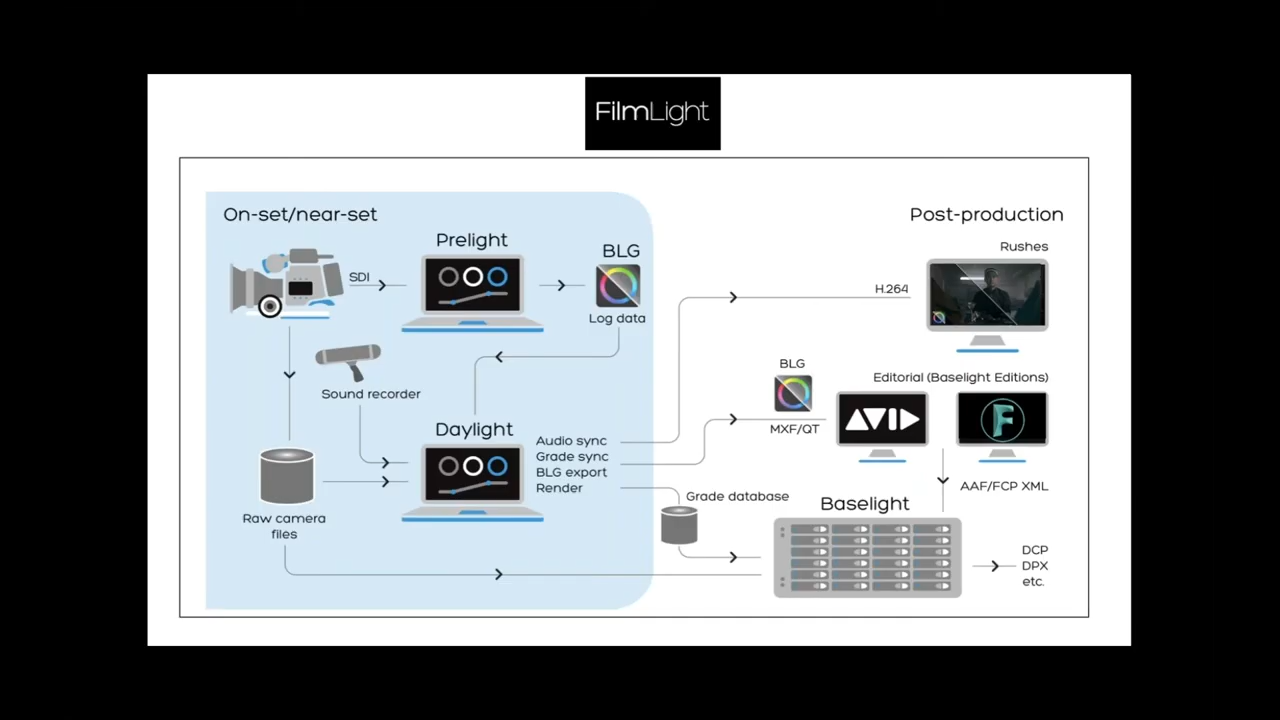 FilmLight
On-set/near-set
Post-production
Prelight
BLG
Rushes
SDI
H.264
Log data
BLG
Editorial (Baselight Editions)
Sound recorder
AVID
F
MXF/QT
Daylight
Audio sync
Grade sync
BLG export
Render
AAF/FCP XML
Grade database
Baselight
Raw camera
files
DCP
DPX
etc.